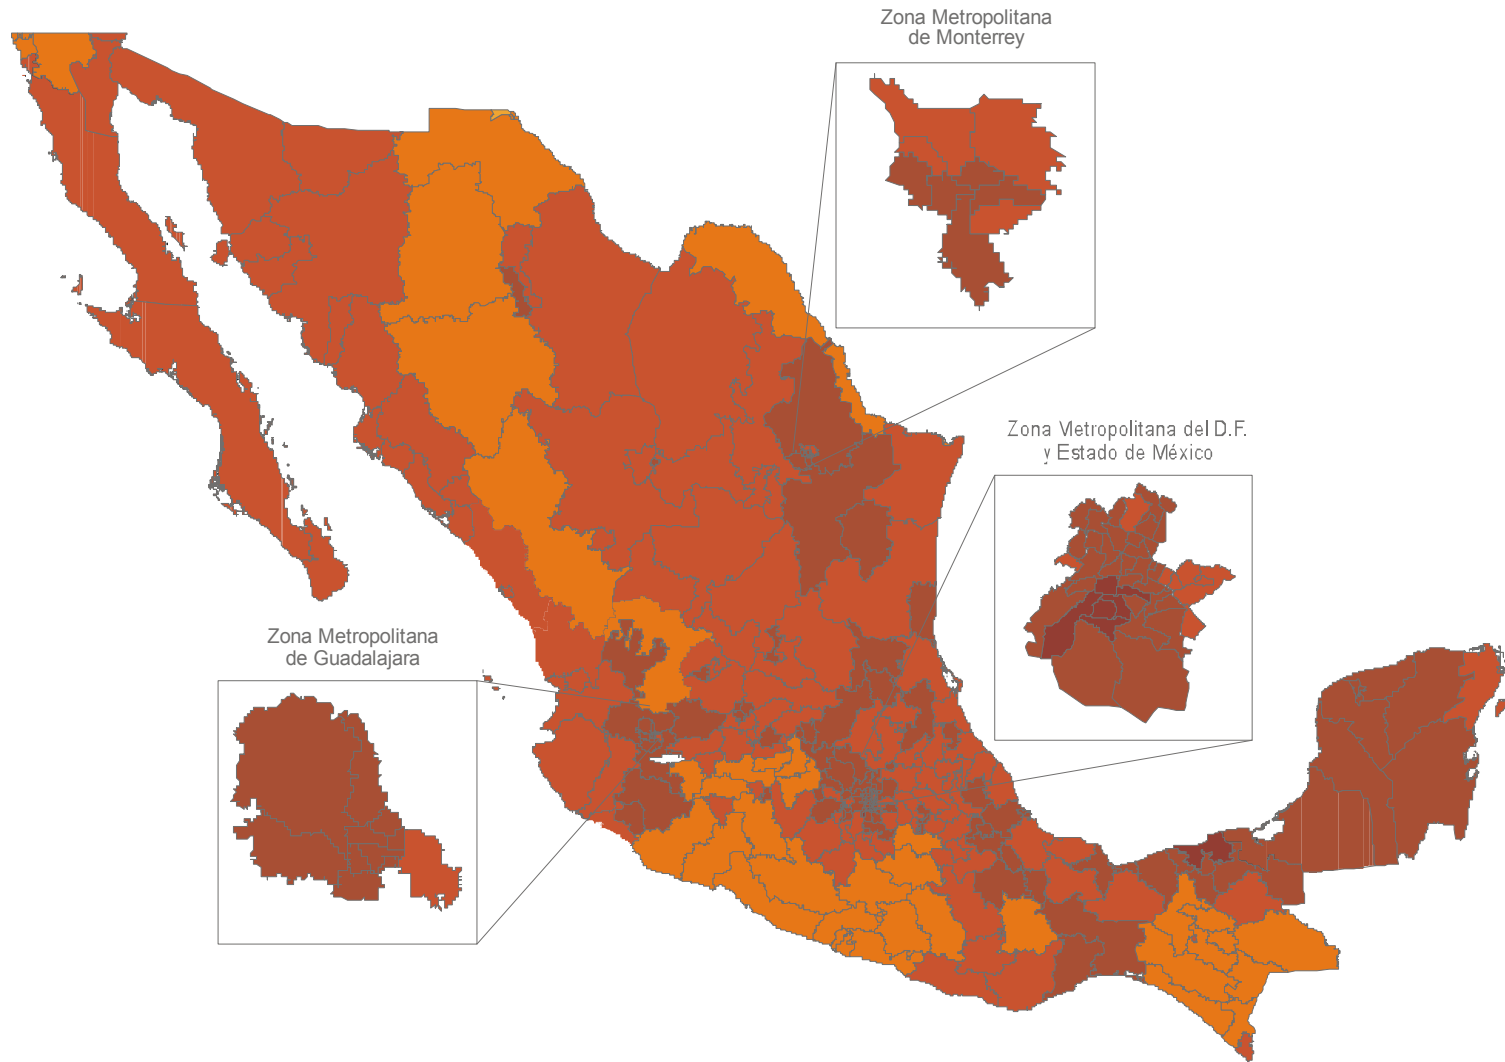 Zona Metropolitana
de Monterrey
Zona Metropolitana del D.F.
y Estado de México
Zona Metropolitana
de Guadalajara